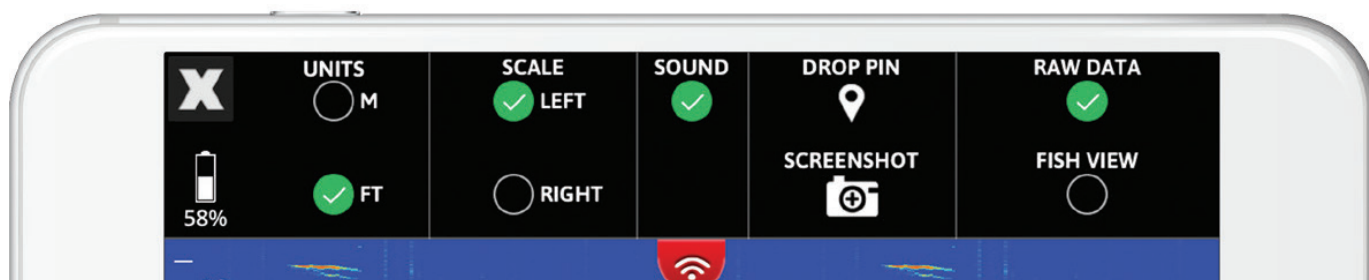 X
UNITS
M
FT
SCALE
LEFT
RIGHT
SOUND
DROP PIN
SCREENSHOT
RAW DATA
FISH VIEW
58%